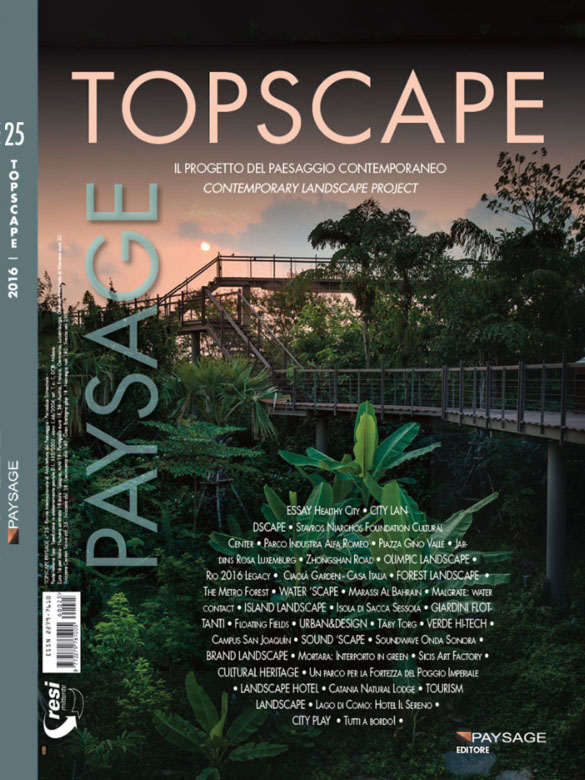 25
TOPSCAPE
2016 |
PAYSAGE
TOPSCAPE
IL PROGETTO DEL PAESAGGIO CONTEMPORANEO
CONTEMPORARY LANDSCAPE PROJECT
PAYSAGE
ESSAY HEALTHY CITY • CITY LAN
DSCAPE • STAVROS NIARCHOS FOUNDATION CULTURAL
CENTER • PARCO INDUSTRIA ALFA ROMEO • PIAZZA GINO VALLE • JAR-
DINS ROSA LUXEMBURG • ZHONGSHAN ROAD • OLIMPIC LANDSCAPE •
RIO 2016 LEGACY • CIAOLÀ GARDEN - CASA ITALIA • FOREST LANDSCAPE •
THE METRO FOREST • WATER 'SCAPE • MARASSI AL BAHRAIN • MALGRATE: WATER
CONTACT • ISLAND LANDSCAPE • ISOLA DI SACCA SESSOLA • GIARDINI FLOT-
TANTI • FLOATING FIELDS • URBAN&DESIGN • TÄBY TORG • VERDE HI-TECH •
CAMPUS SAN JOAQUÍN • SOUND 'SCAPE • SOUNDWAVE ONDA SONORA •
BRAND LANDSCAPE • MORTARA: INTERPORTO IN GREEN • SICIS ART FACTORY •
CULTURAL HERITAGE • UN PARCO PER LA FORTEZZA DEL POGGIO IMPERIALE
• LANDSCAPE HOTEL • CATANIA NATURAL LODGE • TOURISM
LANDSCAPE • LAGO DI COMO: HOTEL IL SERENO •
CITY PLAY • TUTTI A BORDO! •
ISSN 2279-7610
resi
mittente
PAYSAGE
EDITORE